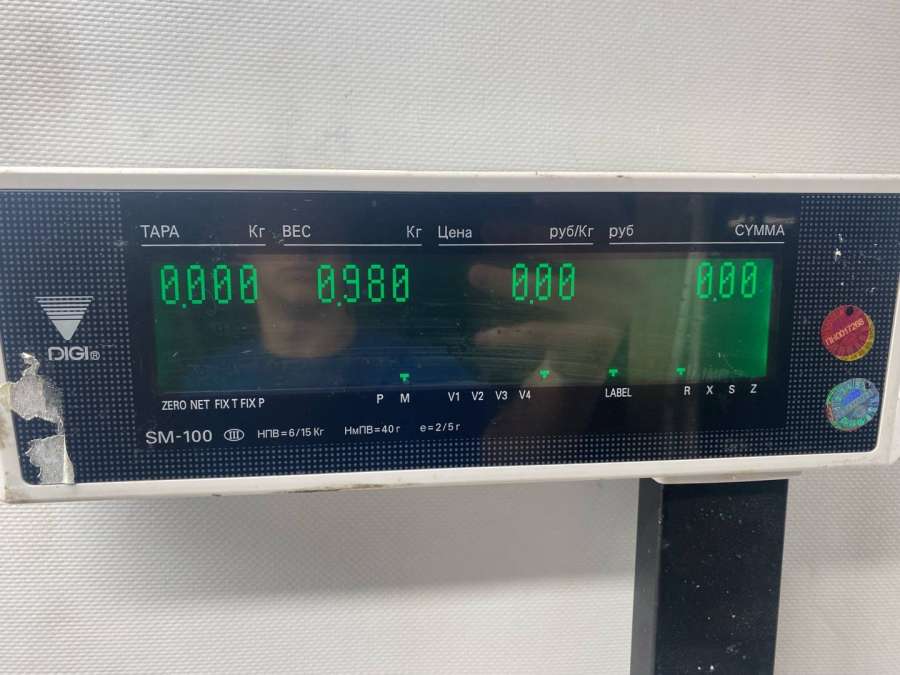 ТАРА Кг ВЕС Кг Цена руб/Кг руб СУММА
0.000 0.980 0.00 0.00
DIGI®
ПН0017268
ZERO NET FIX T FIX P P M V1 V2 V3 V4 LABEL R X S Z
SM-100 III НПВ=6/15 Кг НмПВ=40 г e=2/5 г